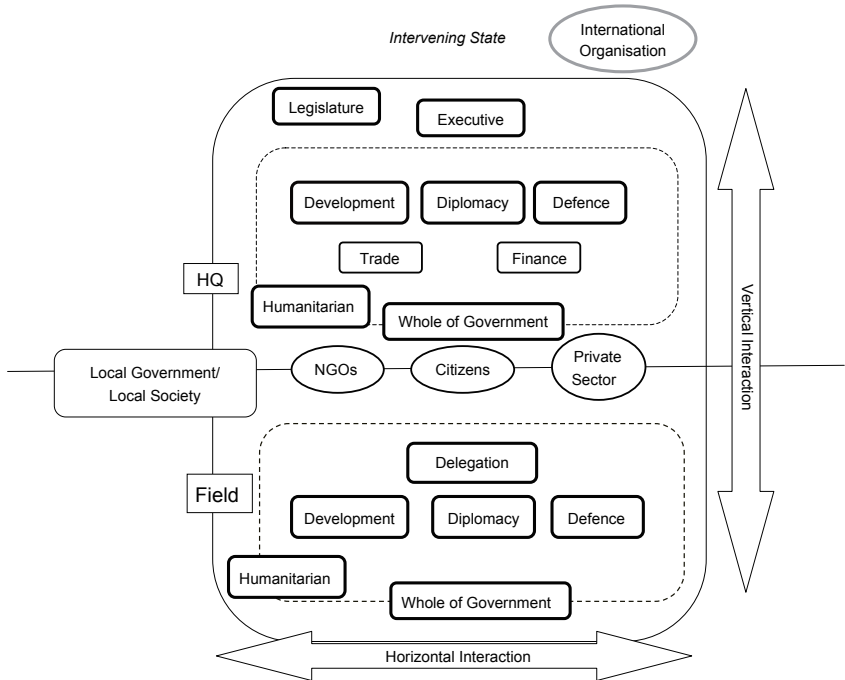 Intervening State
International
Organisation
Legislature
Executive
Development
Diplomacy
Defence
Trade
Finance
HQ
Humanitarian
Whole of Government
Vertical Interaction
Local Government/
Local Society
NGOs
Citizens
Private
Sector
Delegation
Field
Development
Diplomacy
Defence
Humanitarian
Whole of Government
Horizontal Interaction